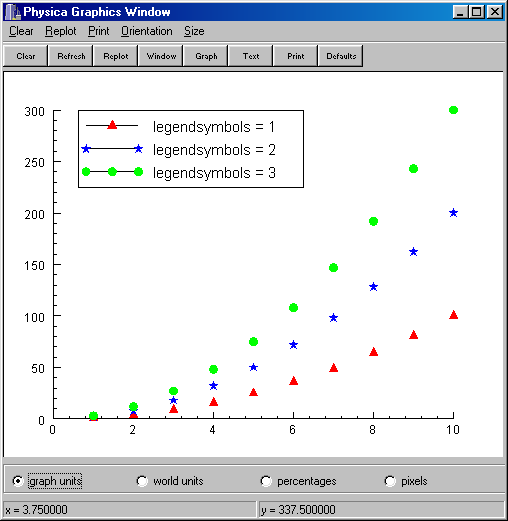 Physica Graphics Window
Clear Replot Print Orientation Size
Clear Refresh Replot Window Graph Text Print Defaults
300
legendsymbols = 1
legendsymbols = 2
250
legendsymbols = 3
200
150
100
50
0
0 2 4 6 8 10
graph units world units percentages pixels
x = 3.750000 y = 337.500000